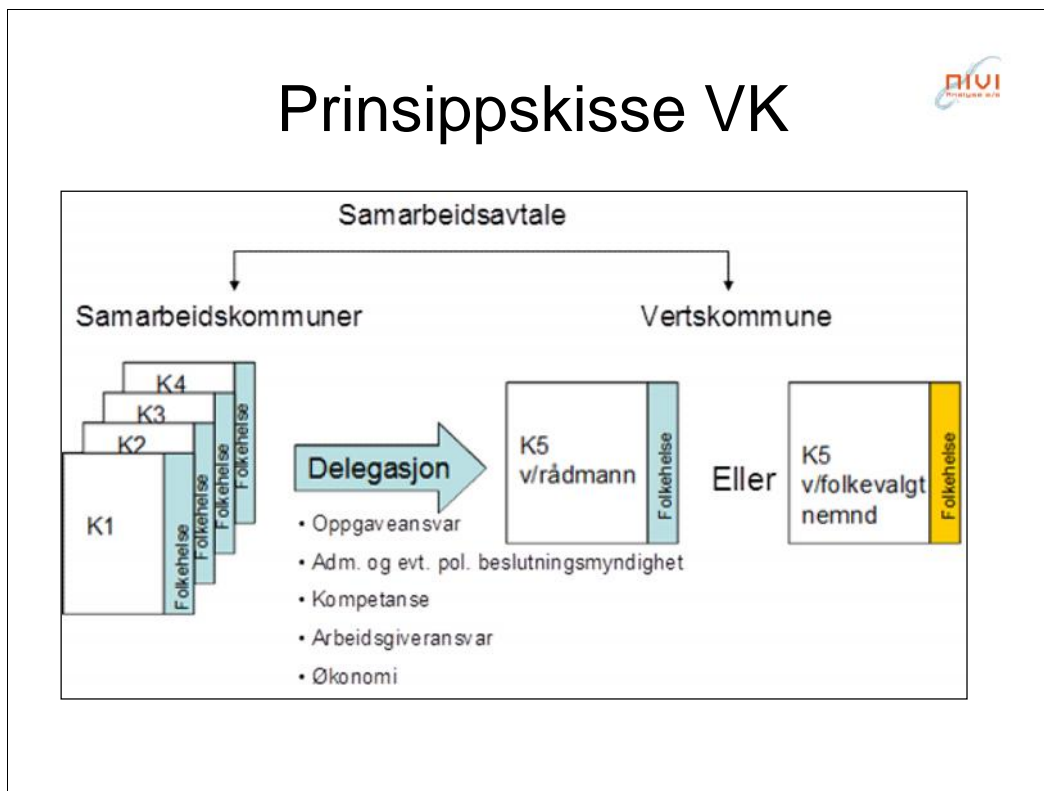 Prinsippskisse VK
NIVI
Analyse a/s
Samarbeidsavtale
Samarbeidskommuner
Vertskommune
K4
K3
K2
K1
Folkehelse
Folkehelse
Folkehelse
Folkehelse
Delegasjon
• Oppgaveansvar
• Adm. og evt. pol. beslutningsmyndighet
• Kompetanse
• Arbeidsgiveransvar
• Økonomi
K5
v/rådmann
Folkehelse
Eller
K5
v/folkevalgt
nemnd
Folkehelse